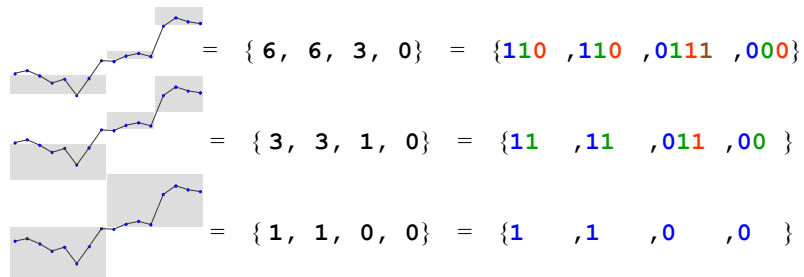 = { 6, 6, 3, 0} = {110 ,110 ,0111 ,000}
= { 3, 3, 1, 0} = {11 ,11 ,011 ,00 }
= { 1, 1, 0, 0} = {1 ,1 ,0 ,0 }